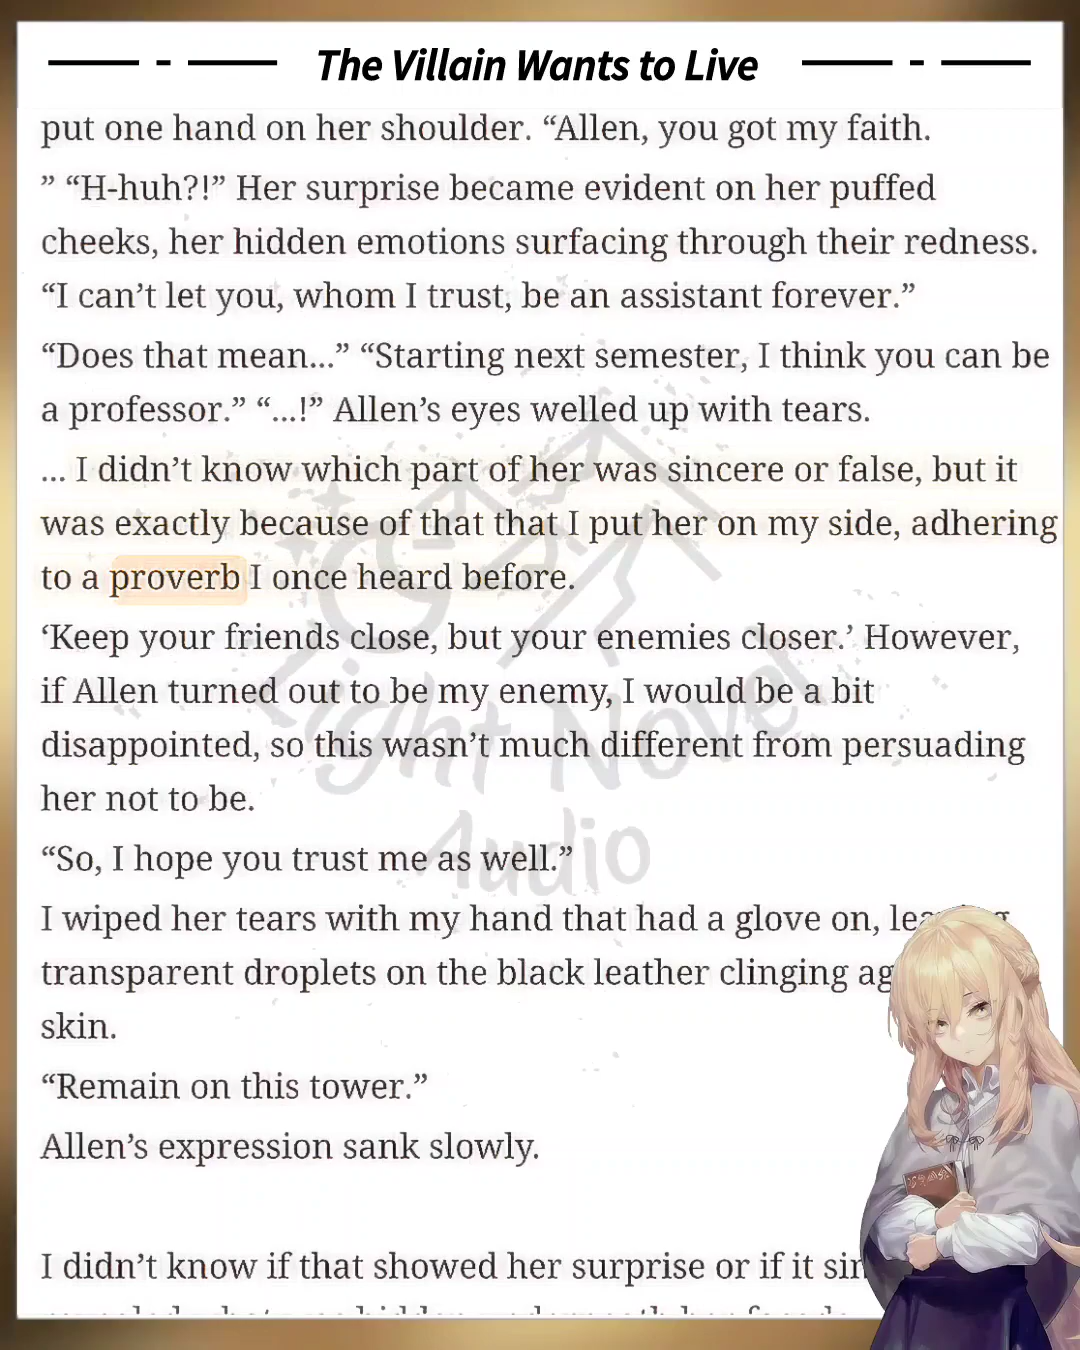 The Villain Wants to Live
put one hand on her shoulder. “Allen, you got my faith.
” “H-huh?!” Her surprise became evident on her puffed
cheeks, her hidden emotions surfacing through their redness.
“I can’t let you, whom I trust, be an assistant forever.”
“Does that mean...” “Starting next semester, I think you can be
a professor.” “...!” Allen’s eyes welled up with tears.
... I didn’t know which part of her was sincere or false, but it
was exactly because of that that I put her on my side, adhering
to a proverb I once heard before.
‘Keep your friends close, but your enemies closer.’ However,
if Allen turned out to be my enemy, I would be a bit
disappointed, so this wasn’t much different from persuading
her not to be.
“So, I hope you trust me as well.”
I wiped her tears with my hand that had a glove on,
transparent droplets on the black leather clinging
skin.
“Remain on this tower.”
Allen’s expression sank slowly.
I didn’t know if that showed her surprise or if it
Light Novel
Audio